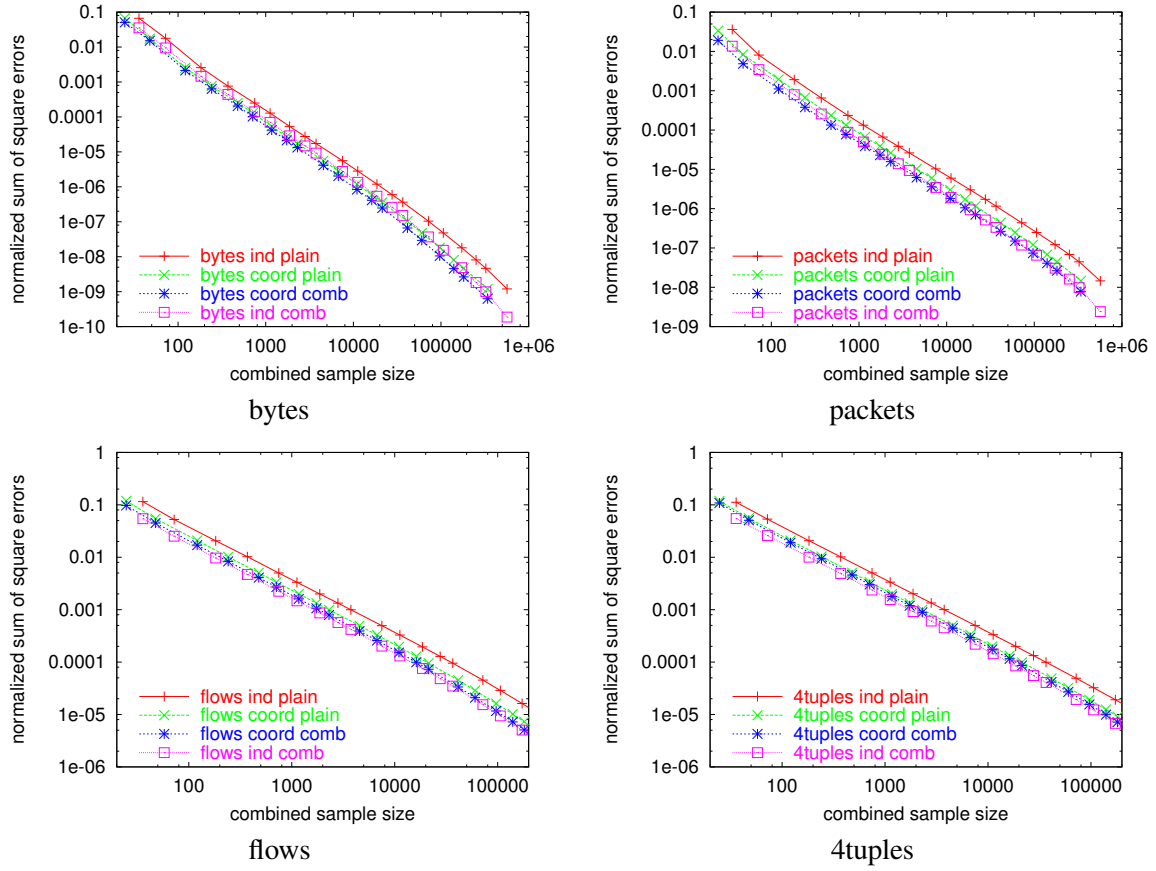 normalized sum of square errors
0.1
0.01
0.001
0.0001
1e-05
1e-06
1e-07
1e-08
1e-09
1e-10
bytes ind plain
bytes coord plain
bytes coord comb
bytes ind comb
100 1000 10000 100000 1e+06
combined sample size
bytes
normalized sum of square errors
0.1
0.01
0.001
0.0001
1e-05
1e-06
1e-07
1e-08
1e-09
packets ind plain
packets coord plain
packets coord comb
packets ind comb
100 1000 10000 100000 1e+06
combined sample size
packets
normalized sum of square errors
1
0.1
0.01
0.001
0.0001
1e-05
1e-06
flows ind plain
flows coord plain
flows coord comb
flows ind comb
100 1000 10000 100000
combined sample size
flows
normalized sum of square errors
1
0.1
0.01
0.001
0.0001
1e-05
1e-06
4tuples ind plain
4tuples coord plain
4tuples coord comb
4tuples ind comb
100 1000 10000 100000
combined sample size
4tuples